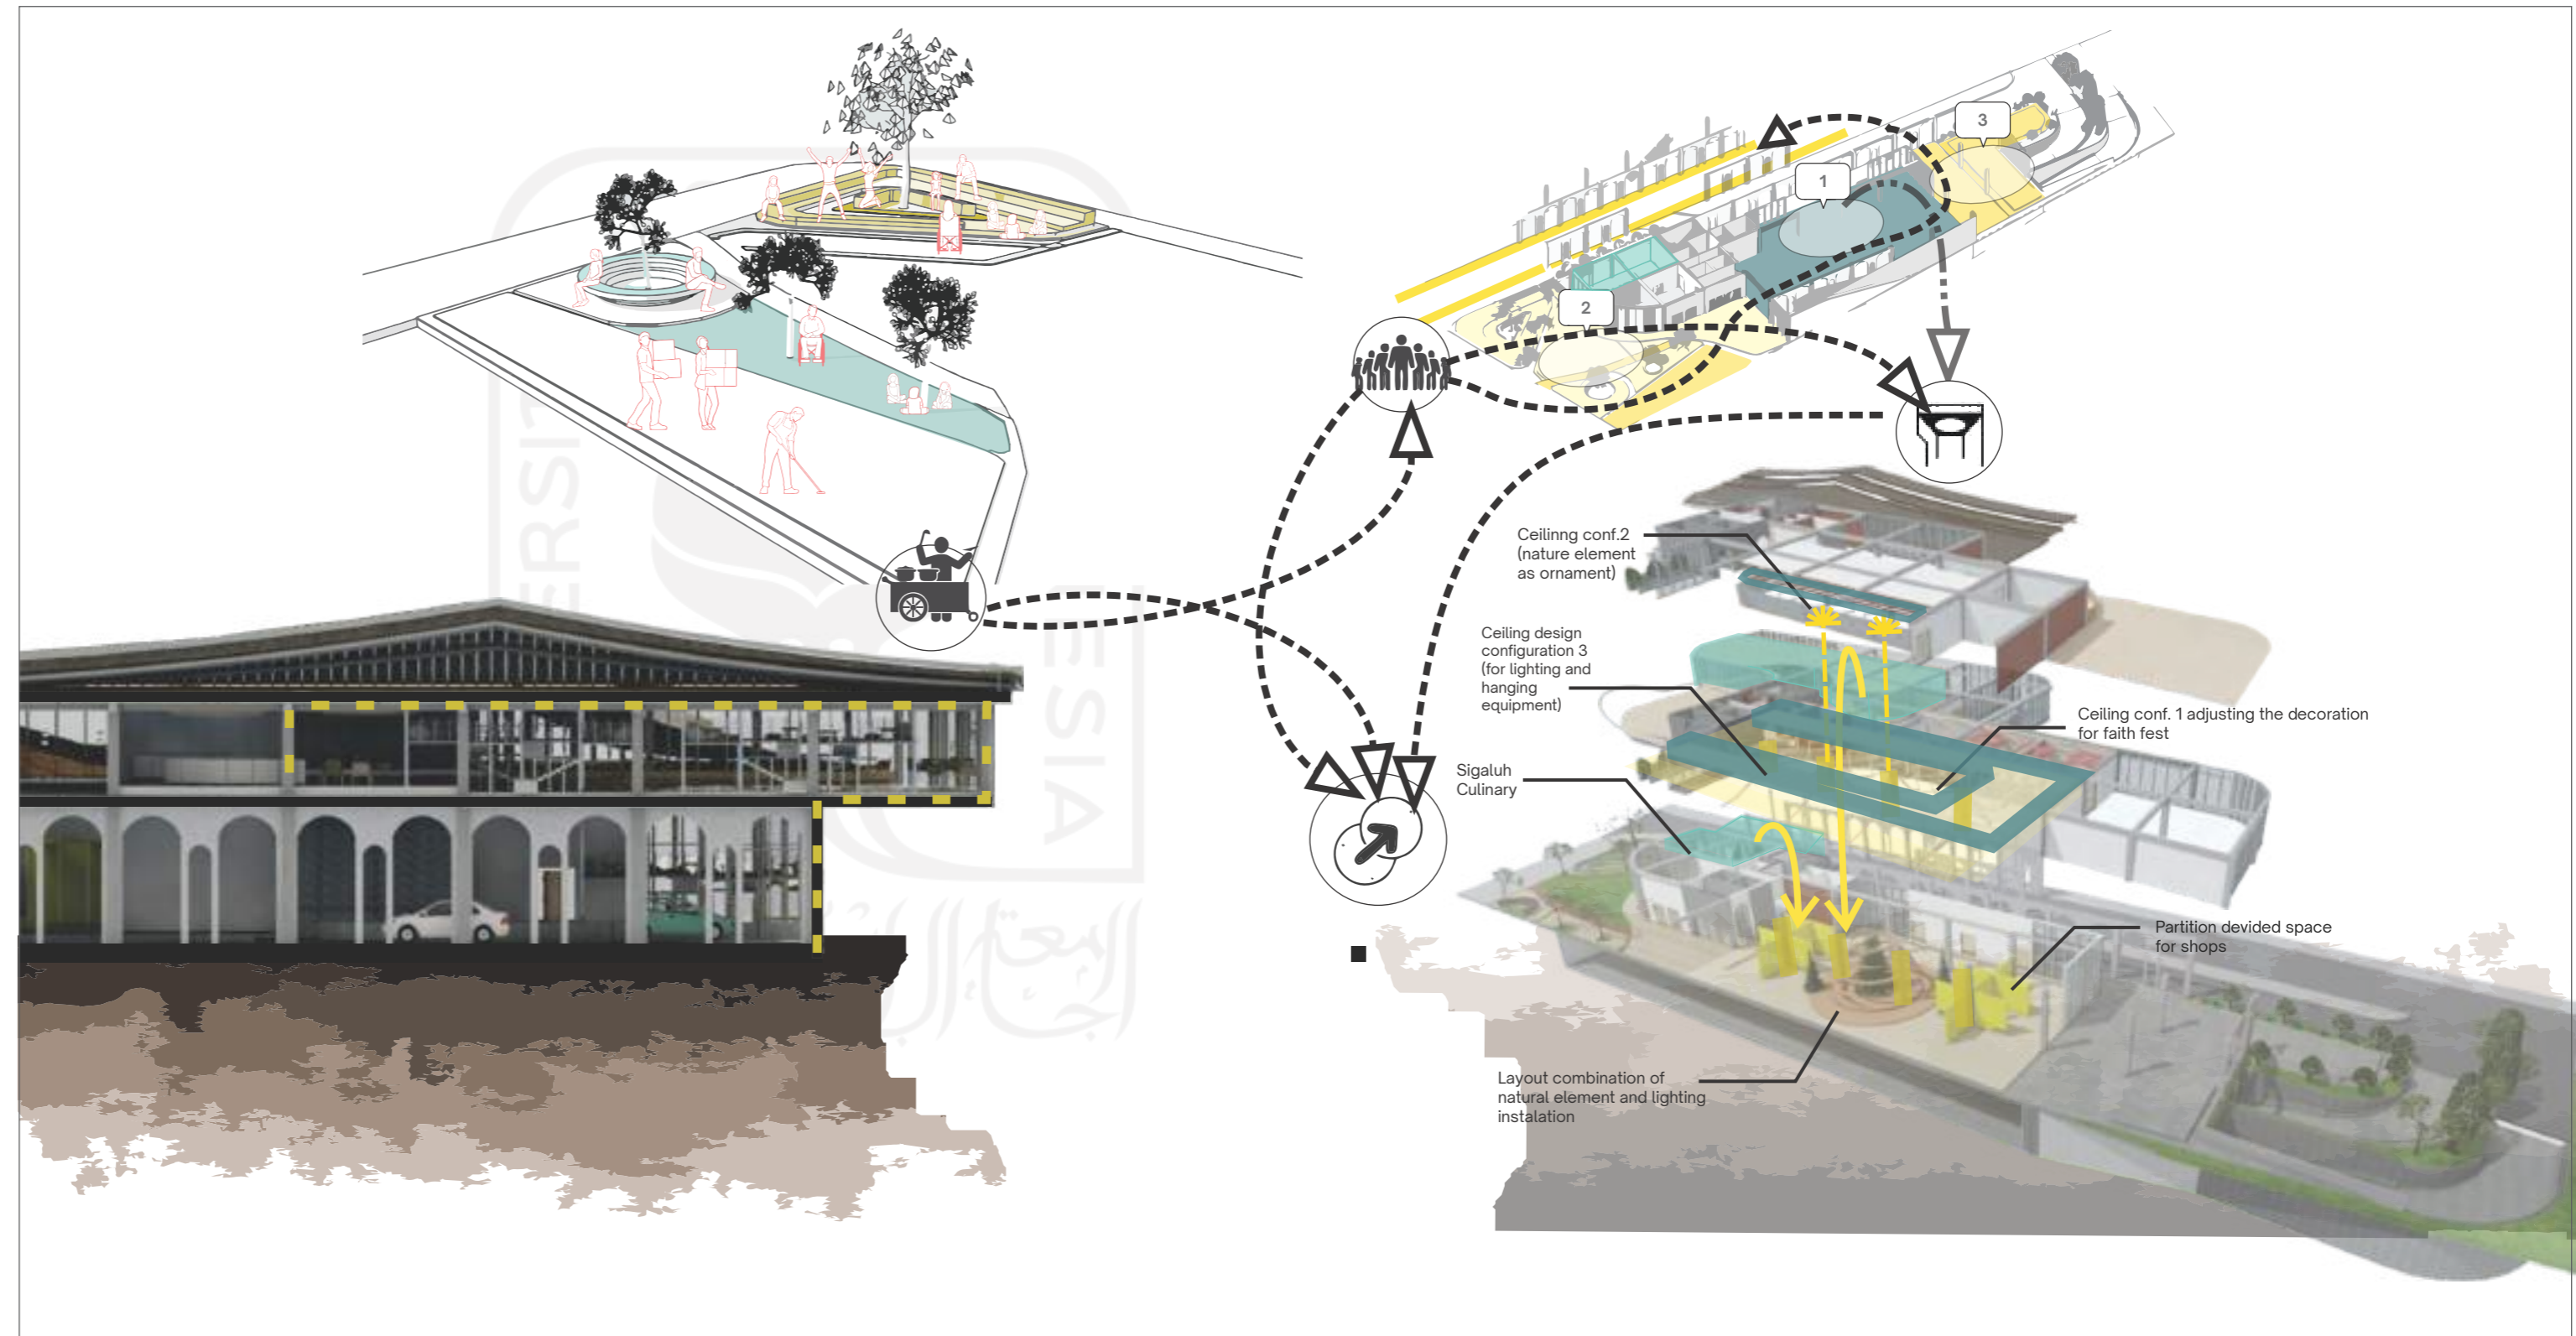 ERSIT
ESIA
3
1
2
Ceilinng conf.2
(nature element
as ornament)
Ceiling design
configuration 3
(for lighting and
hanging
equipment)
Ceiling conf. 1 adjusting the decoration
for faith fest
Sigaluh
Culinary
Partition devided space
for shops
Layout combination of
natural element and lighting
instalation